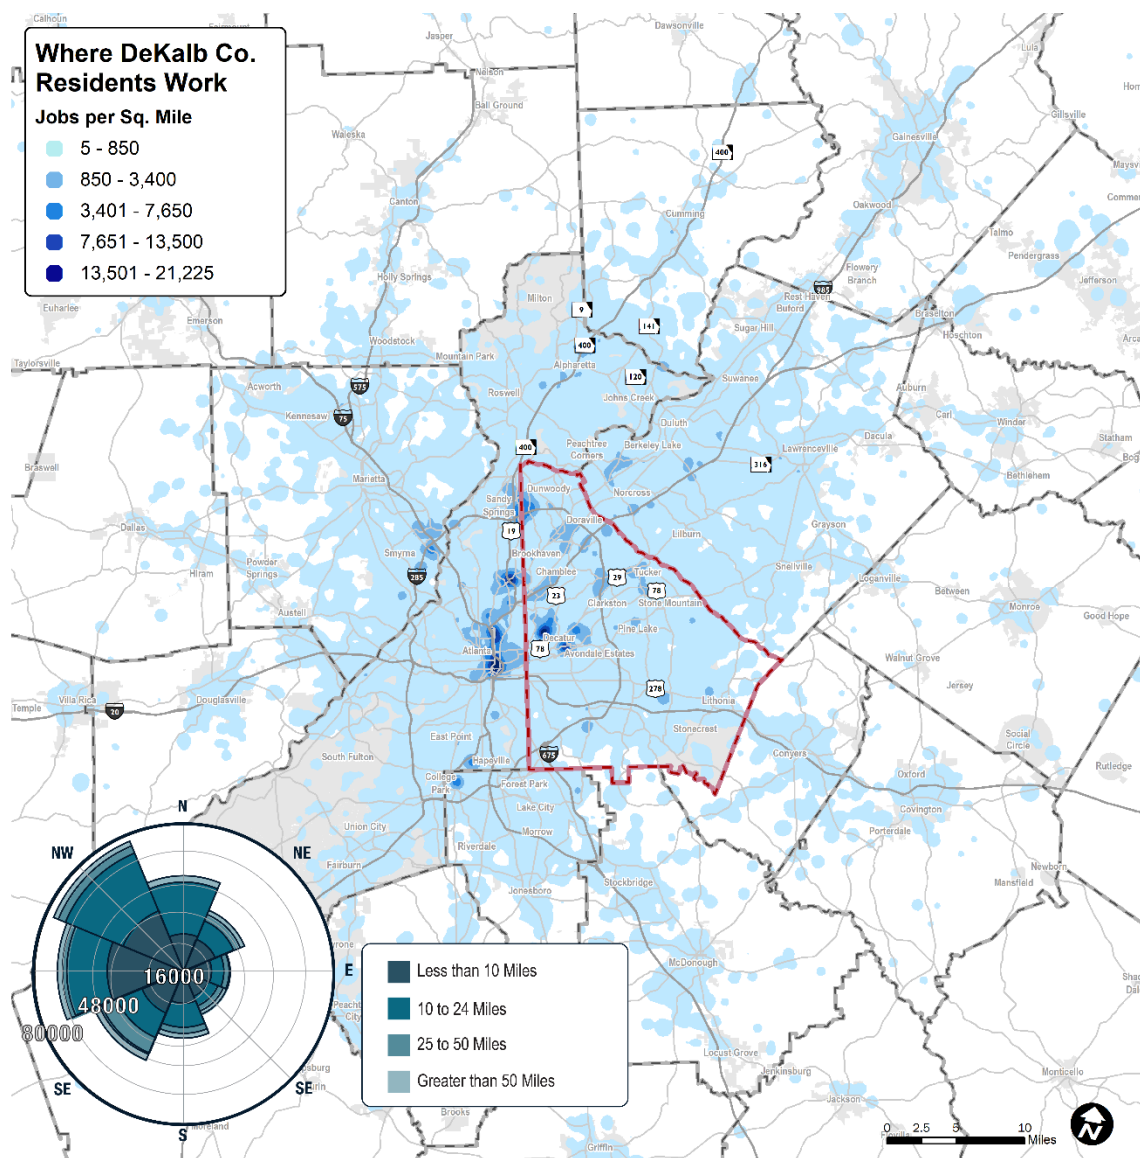 Where DeKalb Co.
Residents Work
Jobs per Sq. Mile
5 - 850
850 - 3,400
3,401 - 7,650
7,651 - 13,500
13,501 - 21,225
Calhoun
Fairmount
Jasper
Dawsonville
Lula
Nelson
Ball Ground
Waleska
Gillsville
Gainesville
400
Canton
Cumming
Oakwood
Talmo
Pendergrass
Holly Springs
Flowery
Branch
Jefferson
985
Rest Haven
Buford
Milton
Euharlee
Emerson
9
141
Sugar Hill
Braselton
Hoschton
Woodstock
400
Mountain Park
Taylorsville
Alpharetta
575
Acworth
120
Suwanee
Auburn
Roswell
Johns Creek
Kennesaw
75
Carl
Winder
Statham
Duluth
Dacula
400
Peachtree
Corners
Berkeley Lake
Lawrenceville
316
Braswell
Bethlehem
Marietta
Dunwoody
Norcross
Sandy
Springs
Dallas
19
Doraville
Grayson
Lilburn
Smyrna
Brookhaven
Powder
Springs
Hiram
285
Chamblee
29
Tucker
78
Snellville
Loganville
Between
Monroe
23
Clarkston
Stone Mountain
Austell
Good Hope
Pine Lake
Decatur
Atlanta
78
Avondale Estates
Walnut Grove
Jersey
278
Villa Rica
Temple
20
Douglasville
Lithonia
Stonecrest
Social
Circle
East Point
South Fulton
675
Conyers
Hapeville
Rutledge
College
Park
Forest Park
Oxford
Lake City
Covington
Union City
Morrow
Porterdale
Riverdale
Fairburn
Newborn
Mansfield
Stockbridge
Jonesboro
McDonough
Locust Grove
Jenkinsburg
Monticello
Jackson
Brooks
Griffin
N
NW
NE
E
16000
48000
80000
SE
SE
S
Less than 10 Miles
10 to 24 Miles
25 to 50 Miles
Greater than 50 Miles
0 2.5 5 10
Miles
N